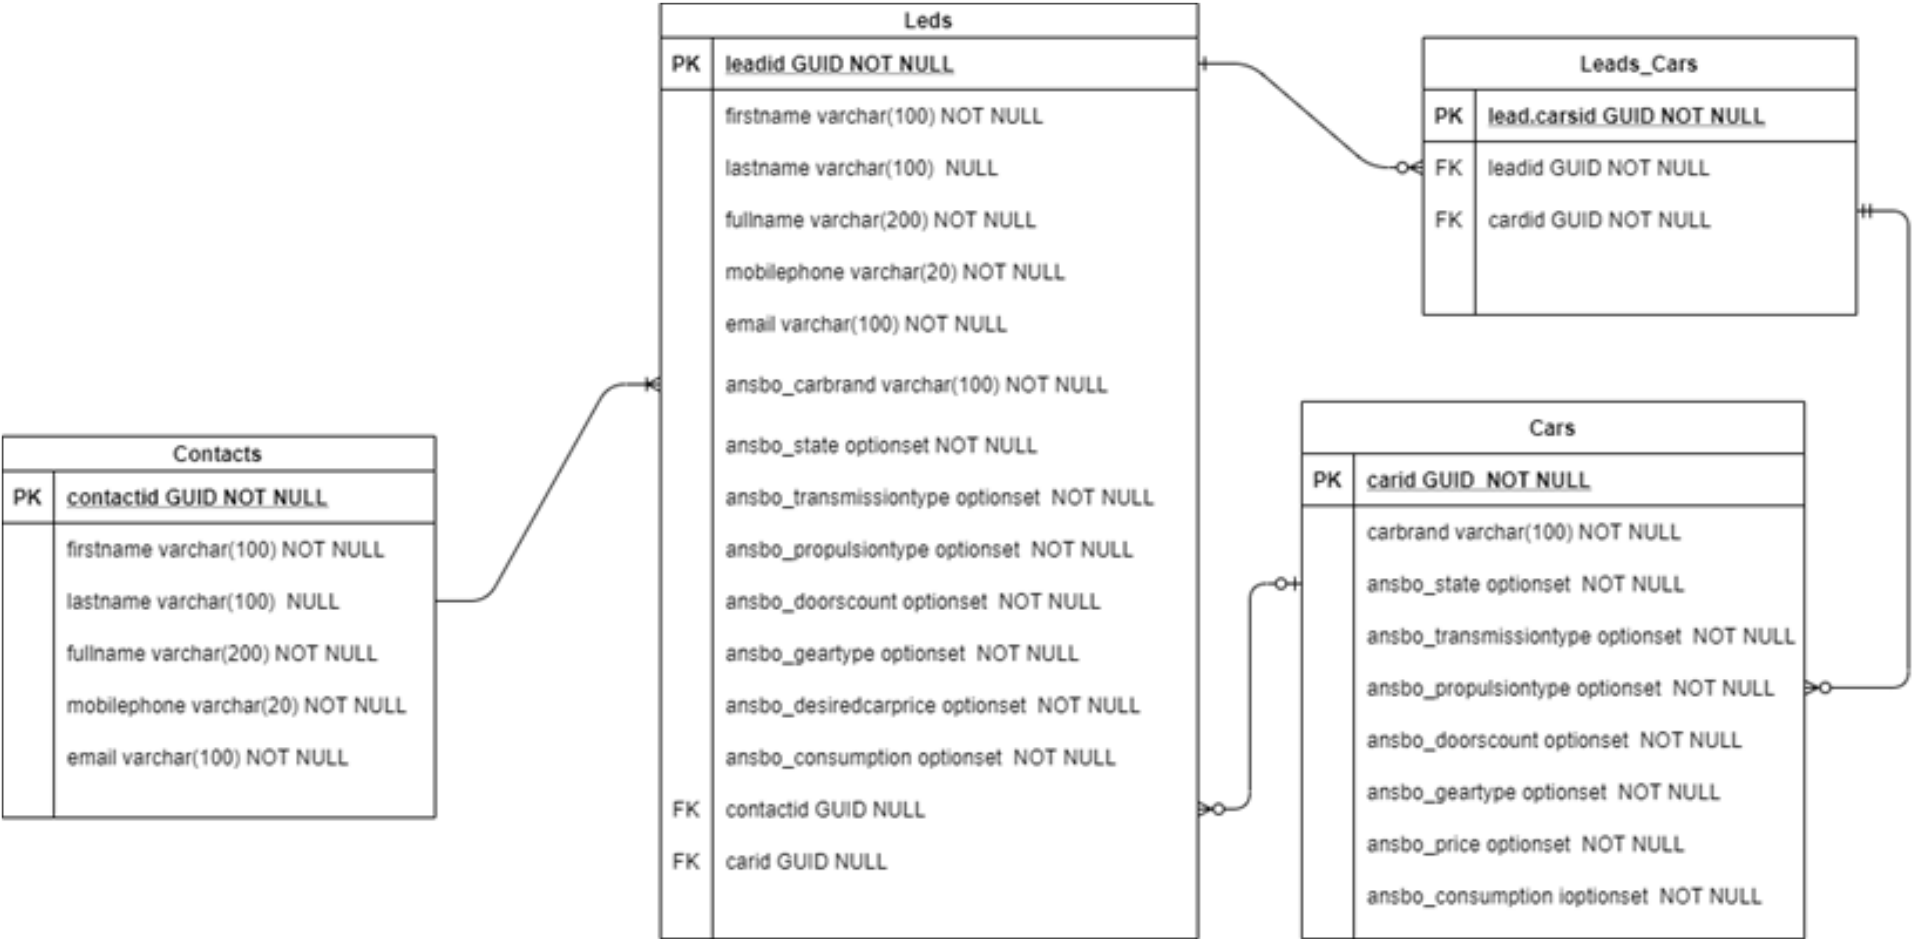 Leds
PK leadid GUID NOT NULL
firstname varchar(100) NOT NULL
lastname varchar(100) NULL
fullname varchar(200) NOT NULL
mobilephone varchar(20) NOT NULL
email varchar(100) NOT NULL
ansbo_carbrand varchar(100) NOT NULL
ansbo_state optionset NOT NULL
ansbo_transmissiontype optionset NOT NULL
ansbo_propulsiontype optionset NOT NULL
ansbo_doorscount optionset NOT NULL
ansbo_geartype optionset NOT NULL
ansbo_desiredcarprice optionset NOT NULL
ansbo_consumption optionset NOT NULL
FK contactid GUID NULL
FK carid GUID NULL
Leads_Cars
PK lead.carsid GUID NOT NULL
FK leadid GUID NOT NULL
FK cardid GUID NOT NULL
Contacts
PK contactid GUID NOT NULL
firstname varchar(100) NOT NULL
lastname varchar(100) NULL
fullname varchar(200) NOT NULL
mobilephone varchar(20) NOT NULL
email varchar(100) NOT NULL
Cars
PK carid GUID NOT NULL
carbrand varchar(100) NOT NULL
ansbo_state optionset NOT NULL
ansbo_transmissiontype optionset NOT NULL
ansbo_propulsiontype optionset NOT NULL
ansbo_doorscount optionset NOT NULL
ansbo_geartype optionset NOT NULL
ansbo_price optionset NOT NULL
ansbo_consumption ioptionset NOT NULL